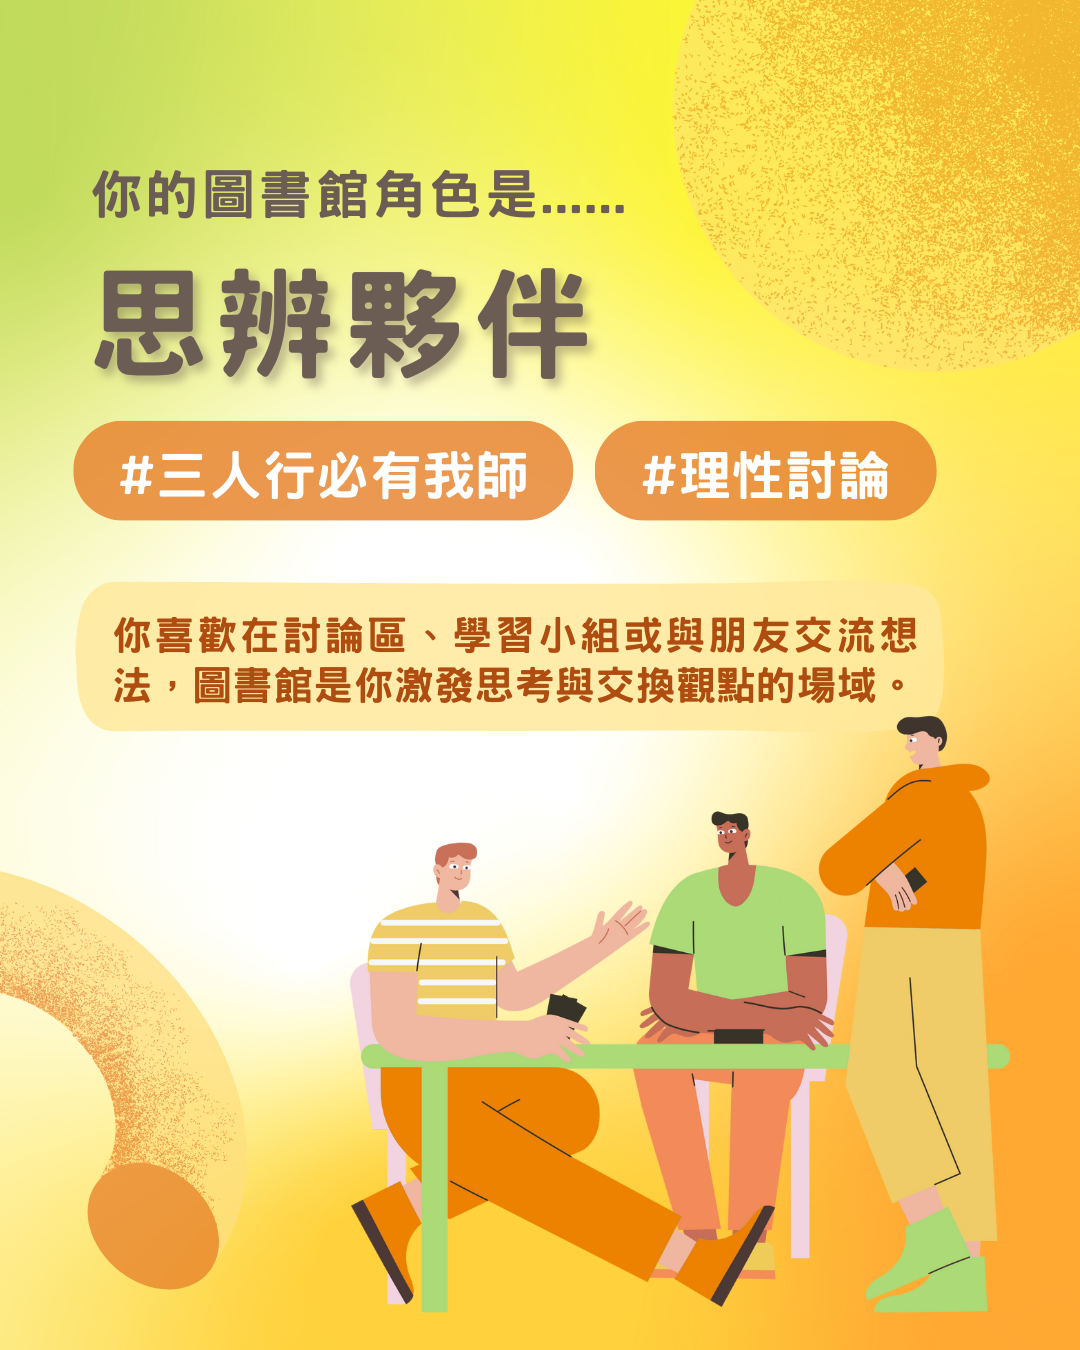 你的圖書館角色是......
思辨夥伴
#三人行必有我師 #理性討論
你喜歡在討論區、學習小組或與朋友交流想
法，圖書館是你激發思考與交換觀點的場域。